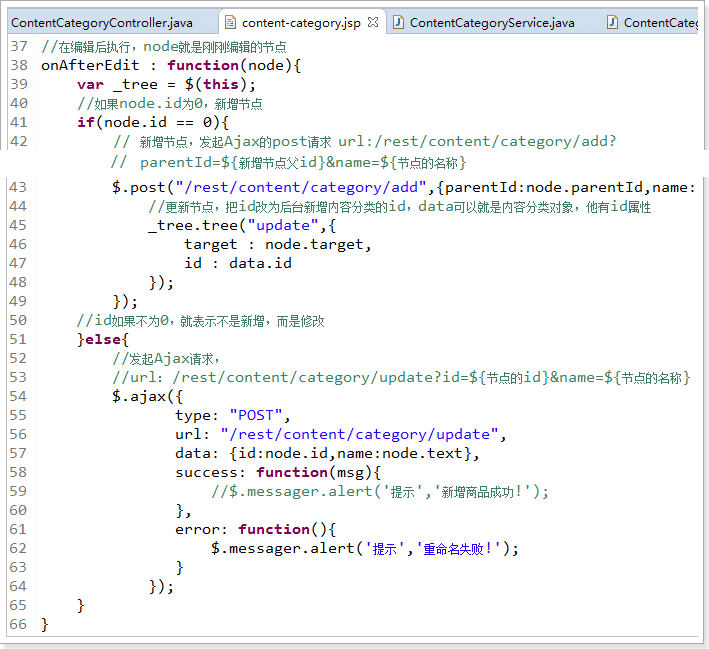 ContentCategoryController.java content-category.jsp ContentCategoryService.java ContentCateg
37 //在编辑后执行，node就是刚刚编辑的节点
38 onAfterEdit : function(node){
39 var _tree = $(this);
40 //如果node.id为0，新增节点
41 if(node.id == 0){
42 // 新增节点，发起Ajax的post请求 url:/rest/content/category/add?
// parentId=${新增节点父id}&name=${节点的名称}
43 $.post("/rest/content/category/add",{parentId:node.parentId,name:
44 //更新节点，把id改为后台新增内容分类的id，data可以就是内容分类对象，他有id属性
45 _tree.tree("update",{
46 target : node.target,
47 id : data.id
48 });
49 });
50 //id如果不为0，就表示不是新增，而是修改
51 }else{
52 //发起Ajax请求，
53 //url：/rest/content/category/update?id=${节点的id}&name=${节点的名称}
54 $.ajax({
55 type: "POST",
56 url: "/rest/content/category/update",
57 data: {id:node.id,name:node.text},
58 success: function(msg){
59 //$.messager.alert('提示','新增商品成功!');
60 },
61 error: function(){
62 $.messager.alert('提示','重命名失败!');
63 }
64 });
65 }
66 }